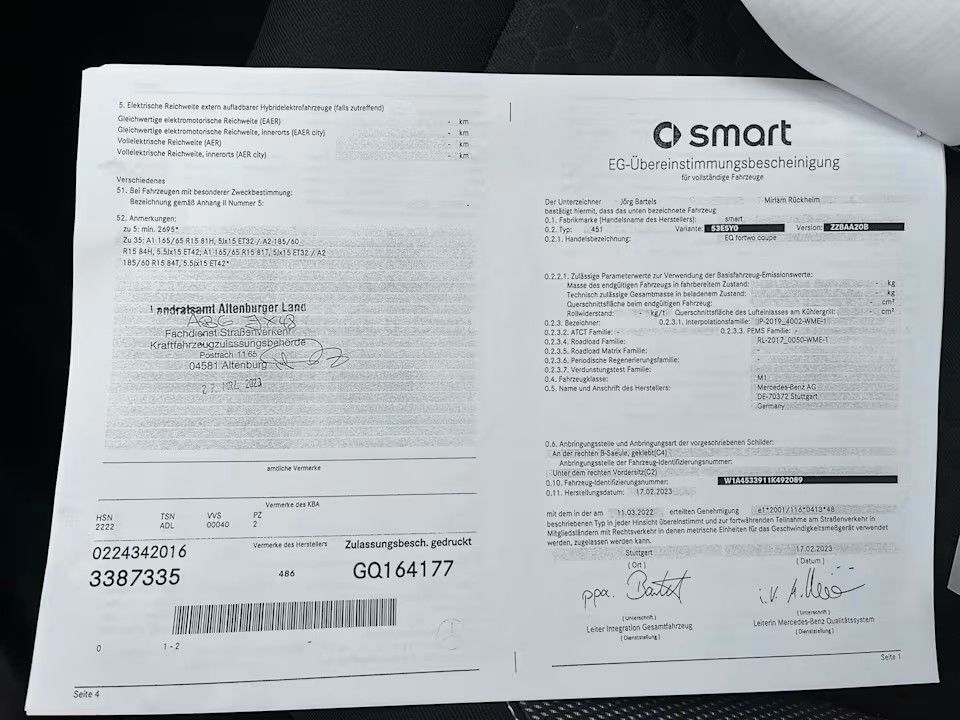 5. Elektrische Reichweite extern aufladbarer Hybridelektrofahrzeuge (falls zutreffend)
Gleichwertige elektromotorische Reichweite (EAER) - km
Gleichwertige elektromotorische Reichweite, innerorts (EAER city) - km
Vollelektrische Reichweite (AER) - km
Vollelektrische Reichweite, innerorts (AER city) - km
Verschiedenes
51. Bei Fahrzeugen mit besonderer Zweckbestimmung:
Bezeichnung gemäß Anhang II Nummer 5:
52. Anmerkungen:
zu 5: min. 2695*
Zu 35: A1 165/65 R15 81H, 5Jx15 ET32 / A2 185/60
R15 84H, 5.5Jx15 ET42; A1 165/65 R15 81T, 5Jx15 ET32 / A2
185/60 R15 84T, 5.5Jx15 ET42*
Landratsamt Altenburger Land
Fachdienst Straßenverkehr
Kraftfahrzeugzulassungsbehörde
Postfach 1165
04581 Altenburg
MRZ. 2023
amtliche Vermerke
Vermerke des KBA
HSN TSN VVS PZ
2222 ADL 00040 2
0224342016 Vermerke des Herstellers Zulassungsbesch. gedruckt
3387335 486 GQ164177
0 1-2 -
Seite 4
smart
EG-Übereinstimmungsbescheinigung
für vollständige Fahrzeuge
Der Unterzeichner Jörg Bartels Miriam Rückheim
bestätigt hiermit, dass das unten bezeichnete Fahrzeug
0.1. Fabrikmarke (Handelsname des Herstellers): smart
0.2. Typ: 451 Variante: 53E5Y0 Version: ZZBAA20B
0.2.1. Handelsbezeichnung: EQ fortwo coupe
0.2.2.1. Zulässige Parameterwerte zur Verwendung der Basisfahrzeug-Emissionswerte:
Masse des endgültigen Fahrzeugs in fahrbereitem Zustand: - kg
Technisch zulässige Gesamtmasse in beladenem Zustand: - kg
Querschnittsfläche beim endgültigen Fahrzeug: - cm²
Rollwiderstand: - kg/t Querschnittsfläche des Lufteinlasses am Kühlergrill: - cm²
0.2.3. Bezeichner: 0.2.3.1. Interpolationsfamilie: IP-2019_4002-WME-1
0.2.3.2. ATCT Familie: - 0.2.3.3. PEMS Familie: -
0.2.3.4. Roadload Familie: RL-2017_0050-WME-1
0.2.3.5. Roadload Matrix Familie: -
0.2.3.6. Periodische Regenerierungsfamilie: -
0.2.3.7. Verdunstungstest Familie: -
0.4. Fahrzeugklasse: M1
0.5. Name und Anschrift des Herstellers: Mercedes-Benz AG
DE-70372 Stuttgart
Germany
0.6. Anbringungsstelle und Anbringungsart der vorgeschriebenen Schilder:
An der rechten B-Saeule, geklebt(C4)
Anbringungsstelle der Fahrzeug-Identifizierungsnummer:
Unter dem rechten Vordersitz(C2)
0.10. Fahrzeug-Identifizierungsnummer: W1A4533911K492089
0.11. Herstellungsdatum: 17.02.2023
mit dem in der am 11.03.2022 erteilten Genehmigung e1*2001/116*0413*48
beschriebenen Typ in jeder Hinsicht übereinstimmt und zur fortwährenden Teilnahme am Straßenverkehr in
Mitgliedsländern mit Rechtsverkehr in denen metrische Einheiten für das Geschwindigkeitsmeßgerät verwendet
werden, zugelassen werden kann.
Stuttgart 17.02.2023
(Ort) (Datum)
ppa. i.V.
(Unterschrift) (Unterschrift)
Leiter Integration Gesamtfahrzeug Leiterin Mercedes-Benz Qualitätssystem
(Dienststellung) (Dienststellung)
Seite 1